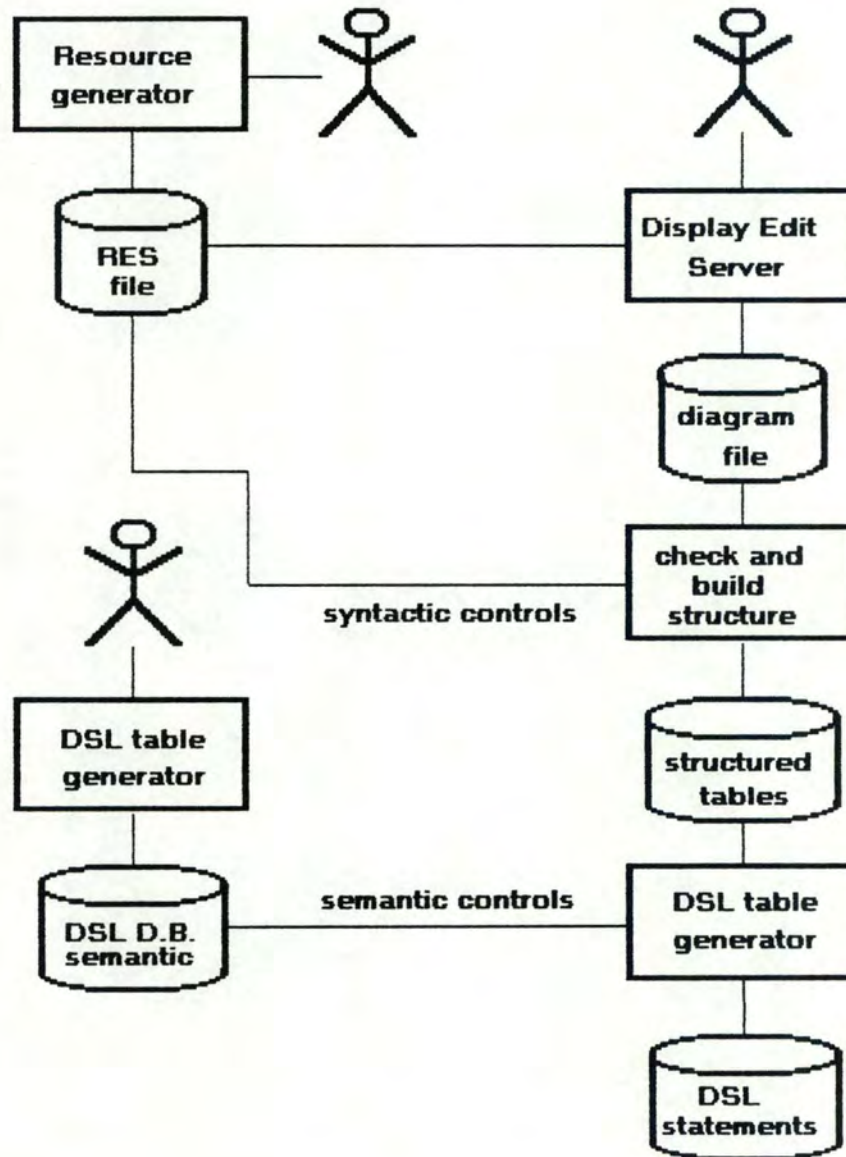 Resource
generator
RES
file
Display Edit
Server
diagram
file
check and
build
structure
syntactic controls
DSL table
generator
structured
tables
DSL D.B.
semantic
semantic controls
DSL table
generator
DSL
statements